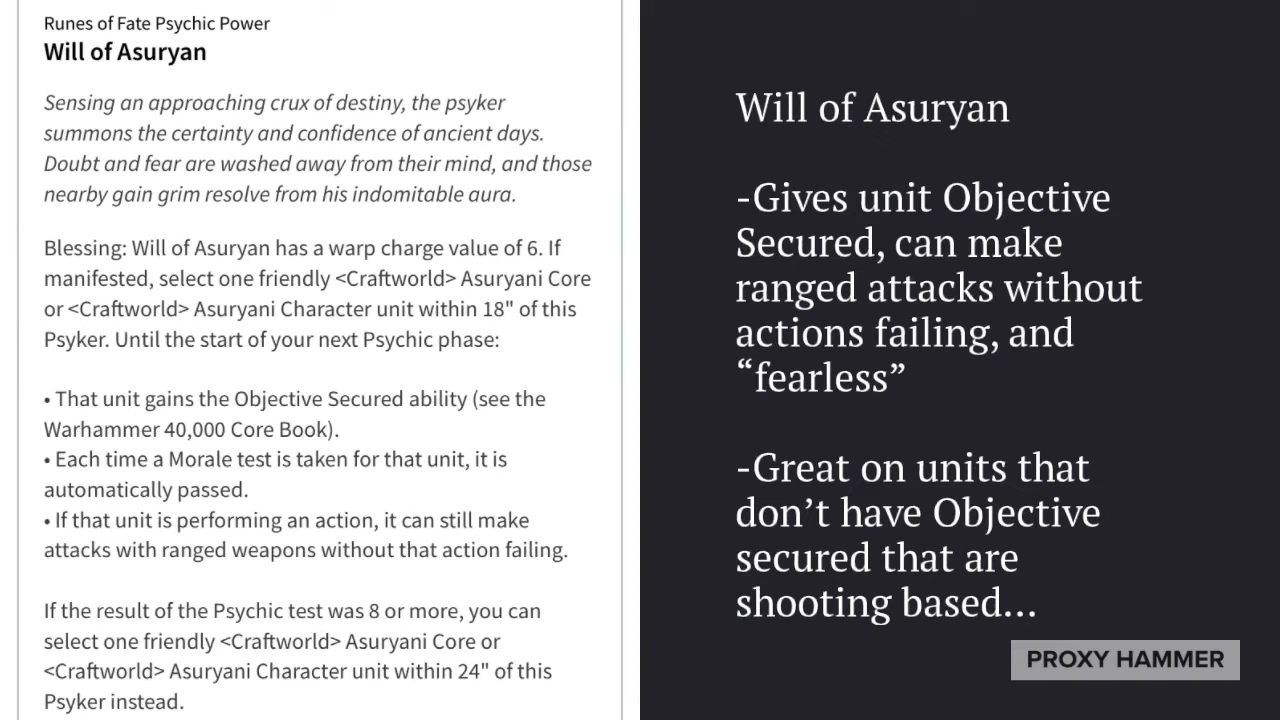 Runes of Fate Psychic Power
Will of Asuryan
Sensing an approaching crux of destiny, the psyker
summons the certainty and confidence of ancient days.
Doubt and fear are washed away from their mind, and those
nearby gain grim resolve from his indomitable aura.
Blessing: Will of Asuryan has a warp charge value of 6. If
manifested, select one friendly <Craftworld> Asuryani Core
or <Craftworld> Asuryani Character unit within 18" of this
Psyker. Until the start of your next Psychic phase:
• That unit gains the Objective Secured ability (see the
Warhammer 40,000 Core Book).
• Each time a Morale test is taken for that unit, it is
automatically passed.
• If that unit is performing an action, it can still make
attacks with ranged weapons without that action failing.
If the result of the Psychic test was 8 or more, you can
select one friendly <Craftworld> Asuryani Core or
<Craftworld> Asuryani Character unit within 24" of this
Psyker instead.
Will of Asuryan
-Gives unit Objective
Secured, can make
ranged attacks without
actions failing, and
“fearless”
-Great on units that
don’t have Objective
secured that are
shooting based...
PROXY HAMMER